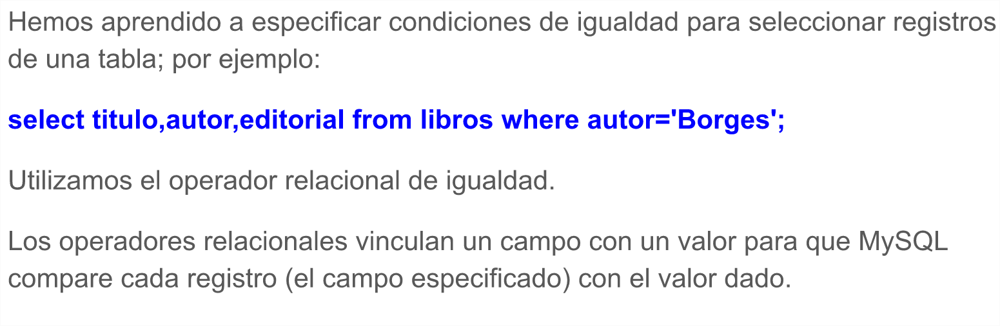 Hemos aprendido a especificar condiciones de igualdad para seleccionar registros
de una tabla; por ejemplo:
select titulo,autor,editorial from libros where autor='Borges';
Utilizamos el operador relacional de igualdad.
Los operadores relacionales vinculan un campo con un valor para que MySQL
compare cada registro (el campo especificado) con el valor dado.